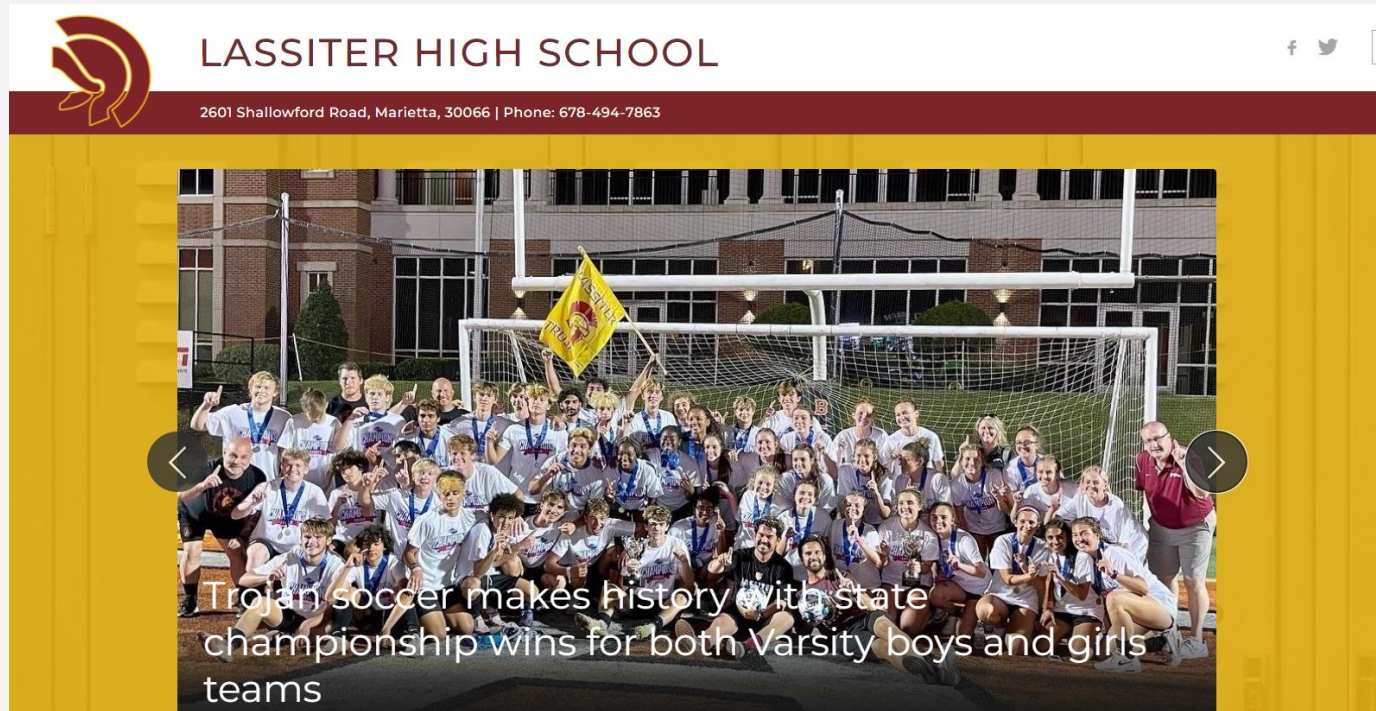 LASSITER HIGH SCHOOL
2601 Shallowford Road, Marietta, 30066 | Phone: 678-494-7863
LASSITER
Trojan soccer makes history with state
championship wins for both Varsity boys and girls
teams